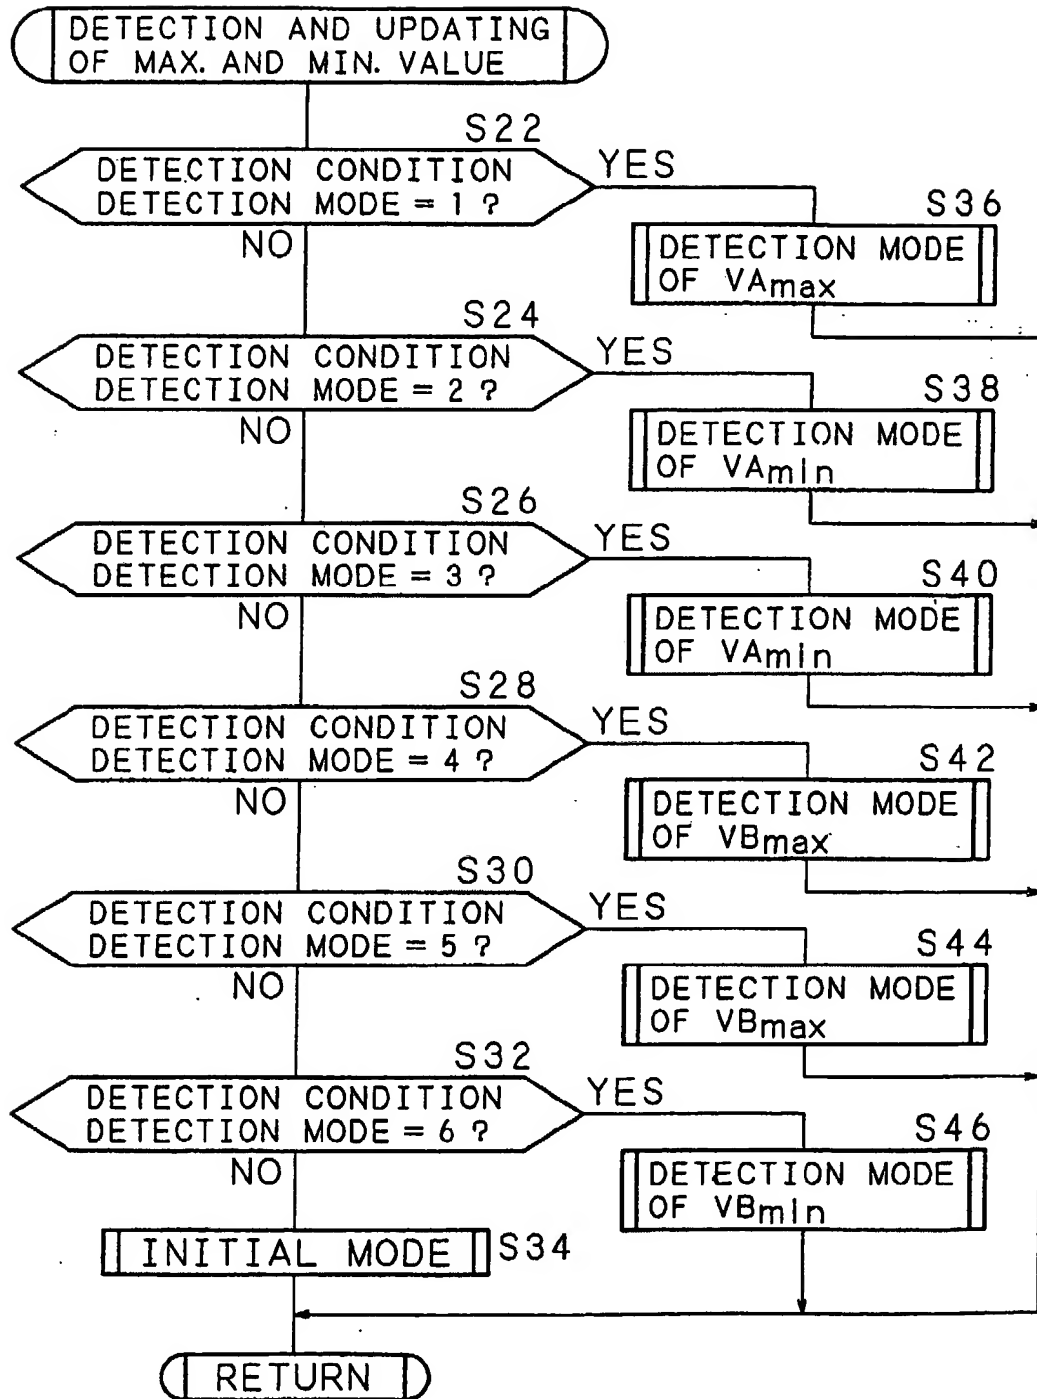 DETECTION AND UPDATING
OF MAX. AND MIN. VALUE
S22
DETECTION CONDITION
DETECTION MODE = 1 ?
YES
NO
S36
DETECTION MODE
OF VAmax
S24
DETECTION CONDITION
DETECTION MODE = 2 ?
YES
NO
S38
DETECTION MODE
OF VAmin
S26
DETECTION CONDITION
DETECTION MODE = 3 ?
YES
NO
S40
DETECTION MODE
OF VAmin
S28
DETECTION CONDITION
DETECTION MODE = 4 ?
YES
NO
S42
DETECTION MODE
OF VBmax
S30
DETECTION CONDITION
DETECTION MODE = 5 ?
YES
NO
S44
DETECTION MODE
OF VBmax
S32
DETECTION CONDITION
DETECTION MODE = 6 ?
YES
NO
S46
DETECTION MODE
OF VBmin
INITIAL MODE S34
RETURN